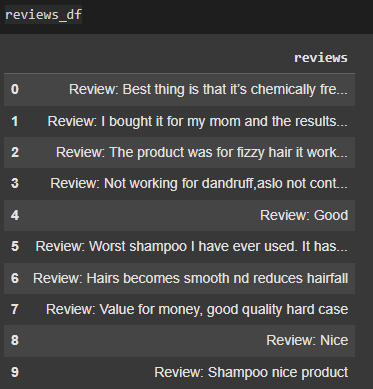 reviews_df
reviews
0 Review: Best thing is that it's chemically fre...
1 Review: I bought it for my mom and the results...
2 Review: The product was for fizzy hair it work...
3 Review: Not working for dandruff,aslo not cont...
4 Review: Good
5 Review: Worst shampoo I have ever used. It has...
6 Review: Hairs becomes smooth nd reduces hairfall
7 Review: Value for money, good quality hard case
8 Review: Nice
9 Review: Shampoo nice product